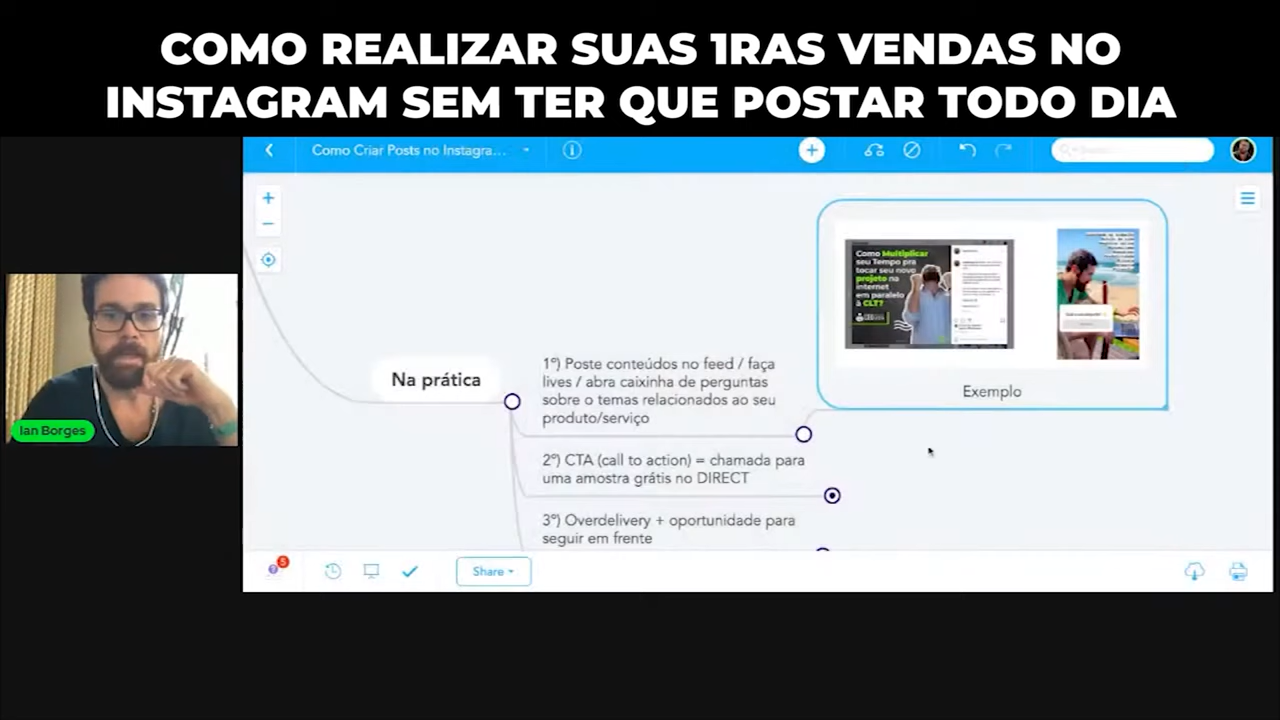 COMO REALIZAR SUAS 1RAS VENDAS NO
INSTAGRAM SEM TER QUE POSTAR TODO DIA
Como Criar Posts no Instagra...
Ian Borges
Na prática
1º) Poste conteúdos no feed / faça
lives / abra caixinha de perguntas
sobre o temas relacionados ao seu
produto/serviço
2º) CTA (call to action) = chamada para
uma amostra grátis no DIRECT
3º) Overdelivery + oportunidade para
seguir em frente
Como Multiplicar
seu Tempo pra
tocar seu novo
projeto na
internet
em paralelo
à CLT?
Exemplo
5
Share